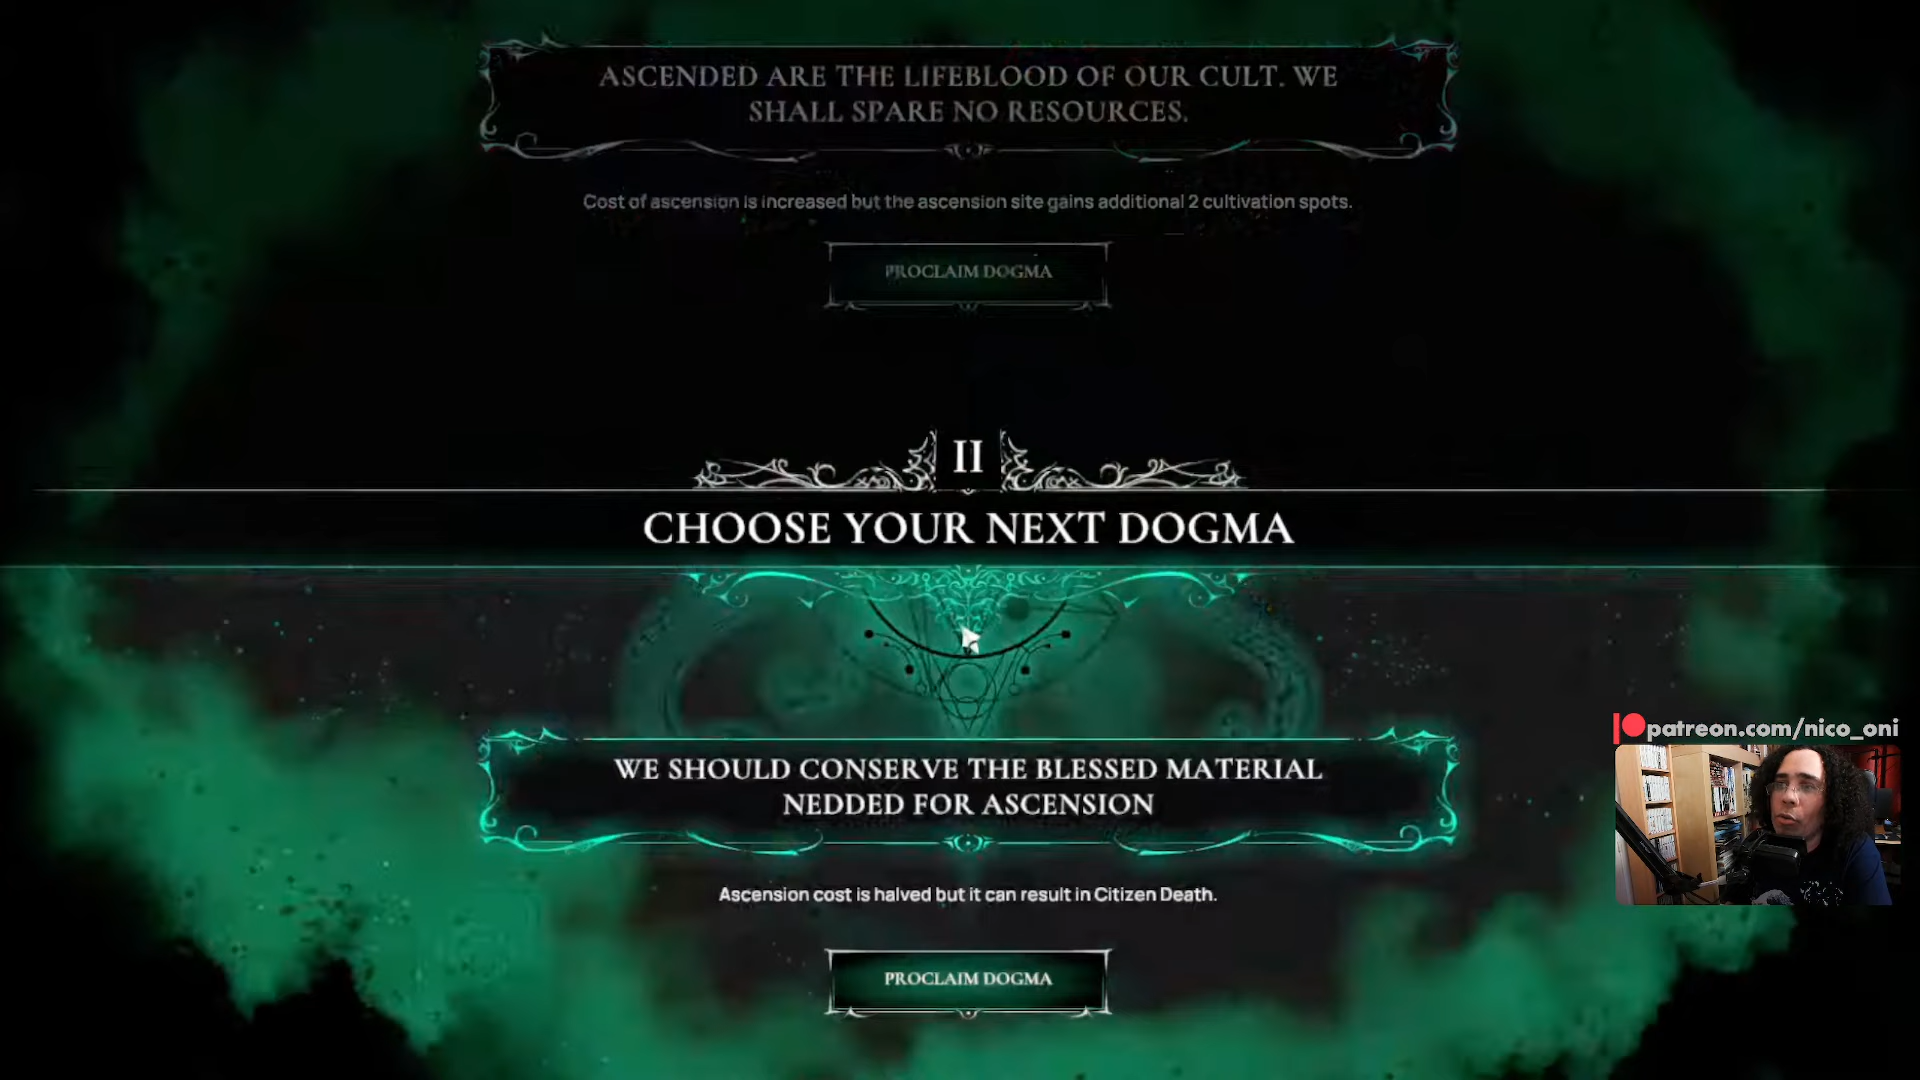 ASCENDED ARE THE LIFEBLOOD OF OUR CULT. WE
SHALL SPARE NO RESOURCES.
Cost of ascension is increased but the ascension site gains additional 2 cultivation spots.
PROCLAIM DOGMA
II
CHOOSE YOUR NEXT DOGMA
WE SHOULD CONSERVE THE BLESSED MATERIAL
NEDDED FOR ASCENSION
Ascension cost is halved but it can result in Citizen Death.
PROCLAIM DOGMA
patreon.com/nico_oni